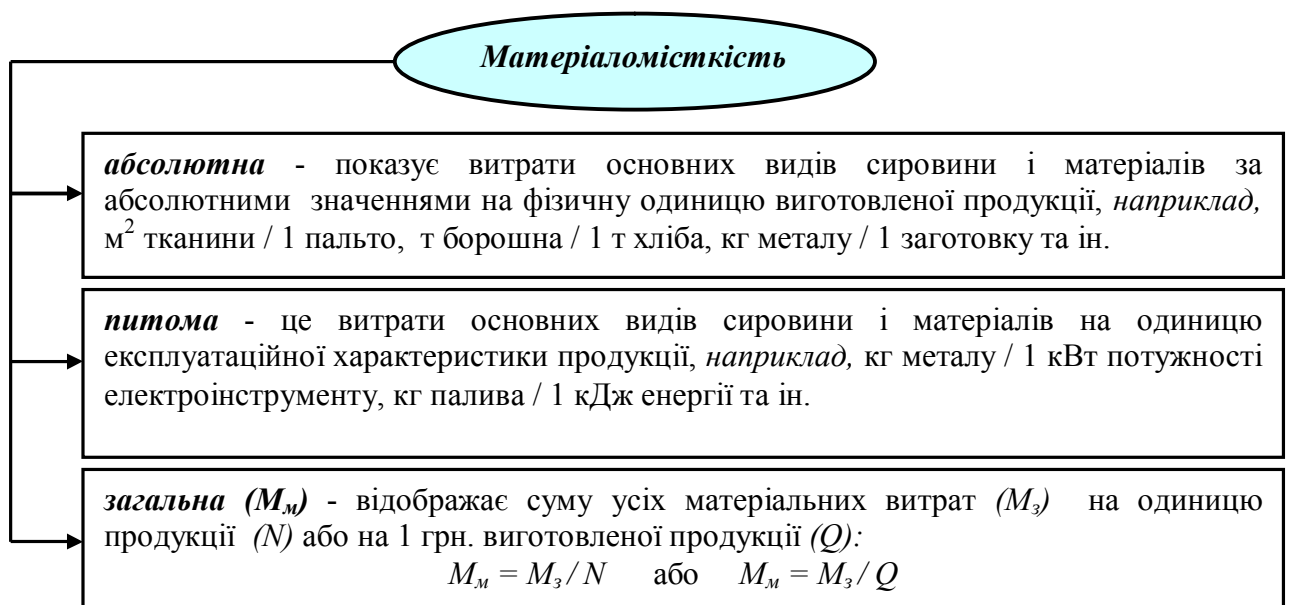 Матеріаломісткість
абсолютна - показує витрати основних видів сировини і матеріалів за
абсолютними значеннями на фізичну одиницю виготовленої продукції, наприклад,
м² тканини / 1 пальто, т борошна / 1 т хліба, кг металу / 1 заготовку та ін.
питома - це витрати основних видів сировини і матеріалів на одиницю
експлуатаційної характеристики продукції, наприклад, кг металу / 1 кВт потужності
електроінструменту, кг палива / 1 кДж енергії та ін.
загальна (Мм) - відображає суму усіх матеріальних витрат (Мз) на одиницю
продукції (N) або на 1 грн. виготовленої продукції (Q):
Мм = Мз / N або Мм = Мз / Q